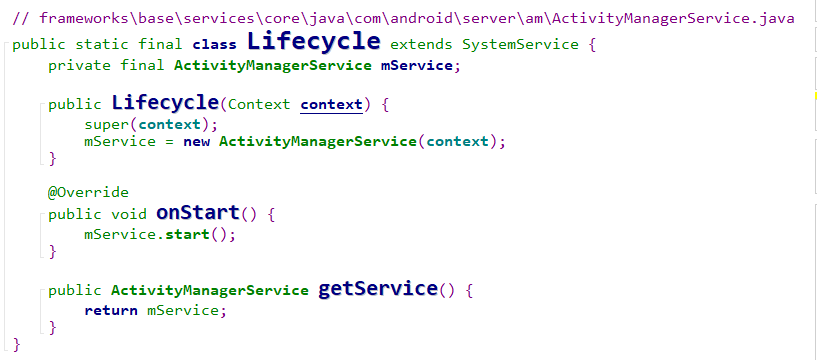 // frameworks\base\services\core\java\com\android\server\am\ActivityManagerService.java
public static final class Lifecycle extends SystemService {
private final ActivityManagerService mService;
public Lifecycle(Context context) {
super(context);
mService = new ActivityManagerService(context);
}
@Override
public void onStart() {
mService.start();
}
public ActivityManagerService getService() {
return mService;
}
}